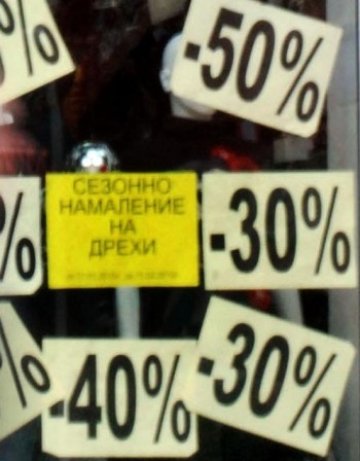 %
-50%
СЕЗОННО
НАМАЛЕНИЕ
НА
ДРЕХИ
%
-30%
%
-40%
-30%